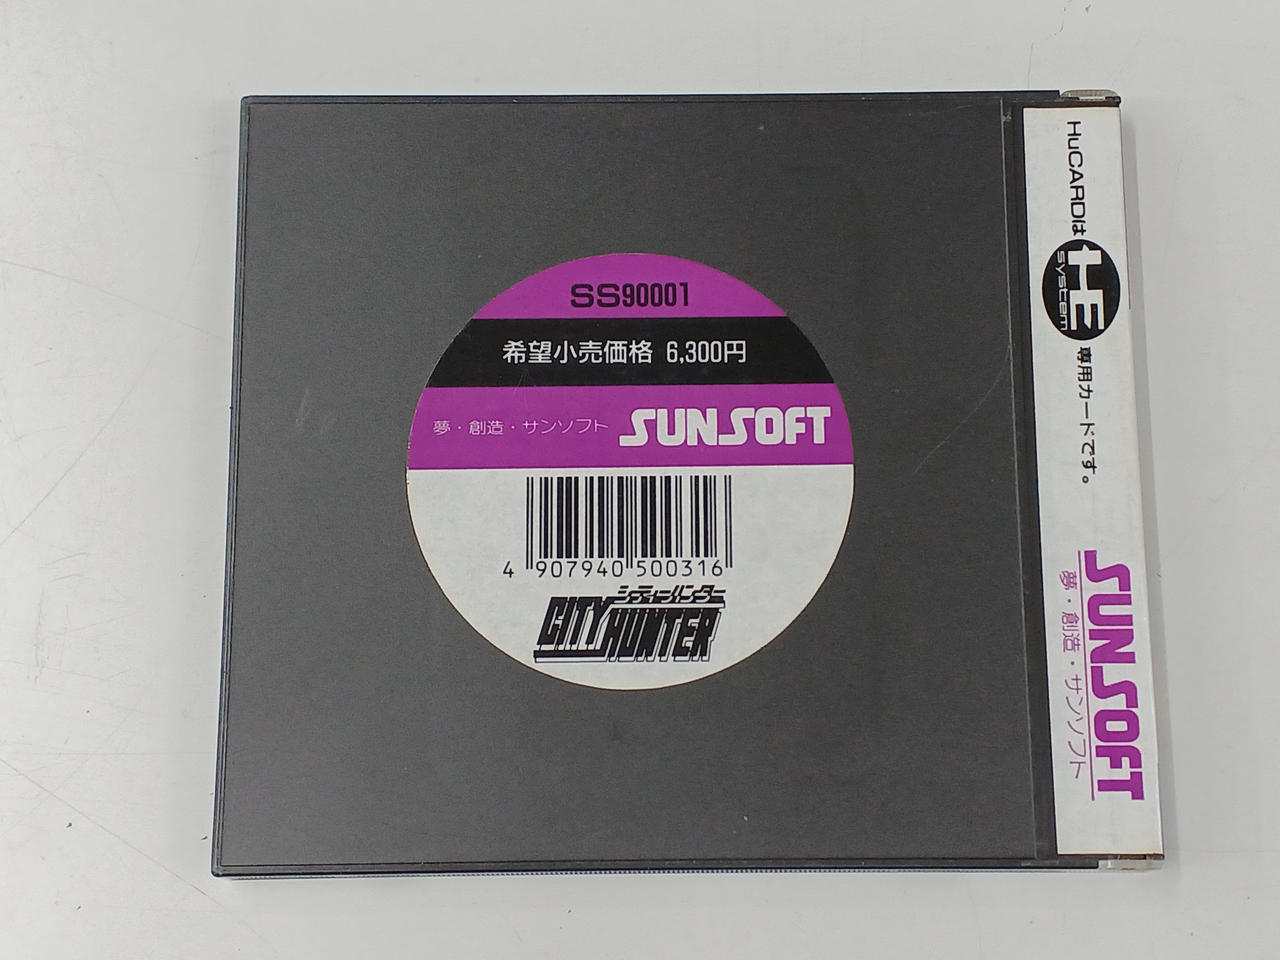 SS90001
希望小売価格 6,300円
夢・創造・サンソフト SUNSOFT
4 907940 500316
シティーハンター
CITY HUNTER
HuCARDは HE system 専用カードです。
SUNSOFT
夢・創造・サンソフト